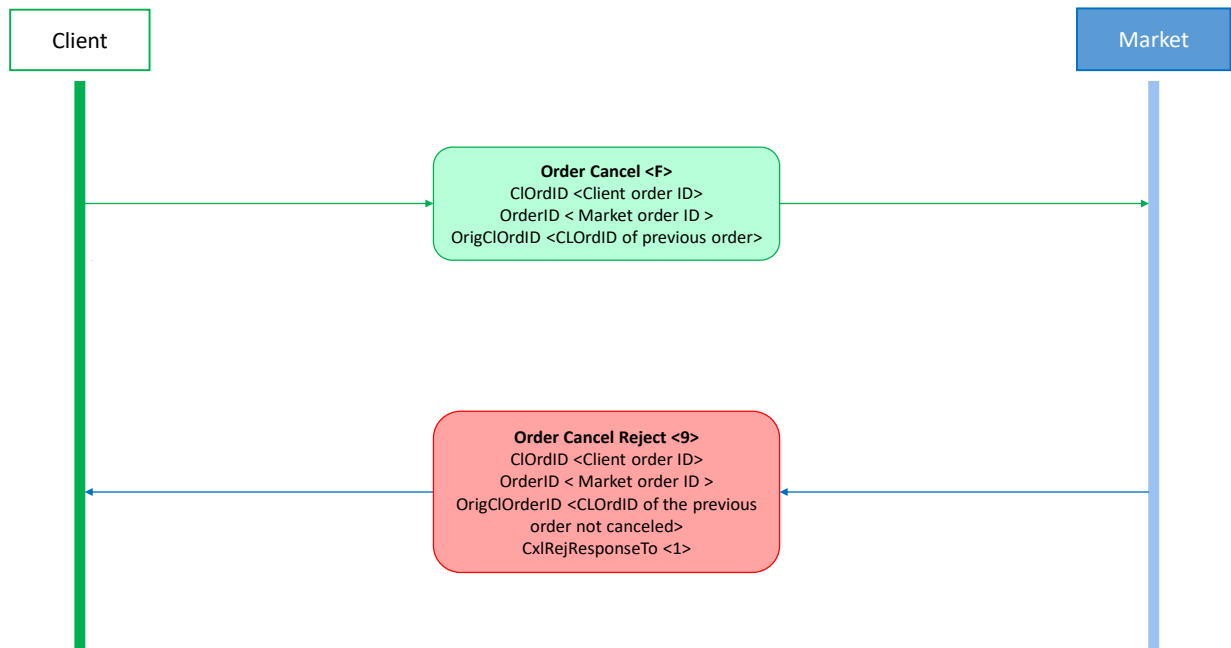 Client
Market
Order Cancel <F>
ClOrdID <Client order ID>
OrderID < Market order ID >
OrigClOrdID <CLOrdID of previous order>
Order Cancel Reject <9>
ClOrdID <Client order ID>
OrderID < Market order ID >
OrigClOrderID <CLOrdID of the previous
order not canceled>
CxlRejResponseTo <1>